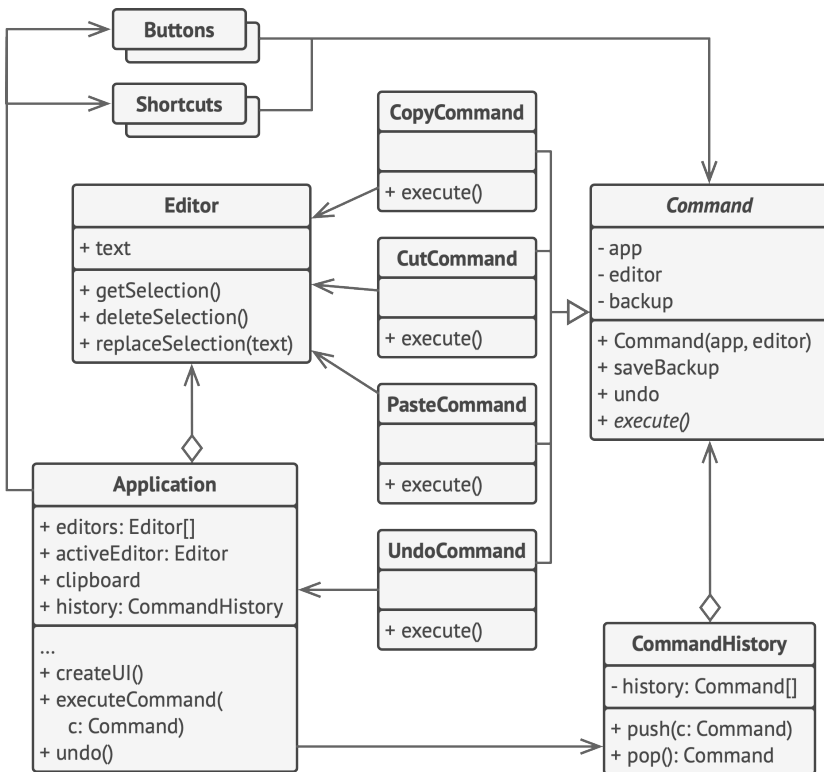 Buttons
Shortcuts
CopyCommand
+ execute()
Editor
+ text
+ getSelection()
+ deleteSelection()
+ replaceSelection(text)
CutCommand
+ execute()
Command
- app
- editor
- backup
+ Command(app, editor)
+ saveBackup
+ undo
+ execute()
PasteCommand
+ execute()
Application
+ editors: Editor[]
+ activeEditor: Editor
+ clipboard
+ history: CommandHistory
...
+ createUI()
+ executeCommand(
c: Command)
+ undo()
UndoCommand
+ execute()
CommandHistory
- history: Command[]
+ push(c: Command)
+ pop(): Command